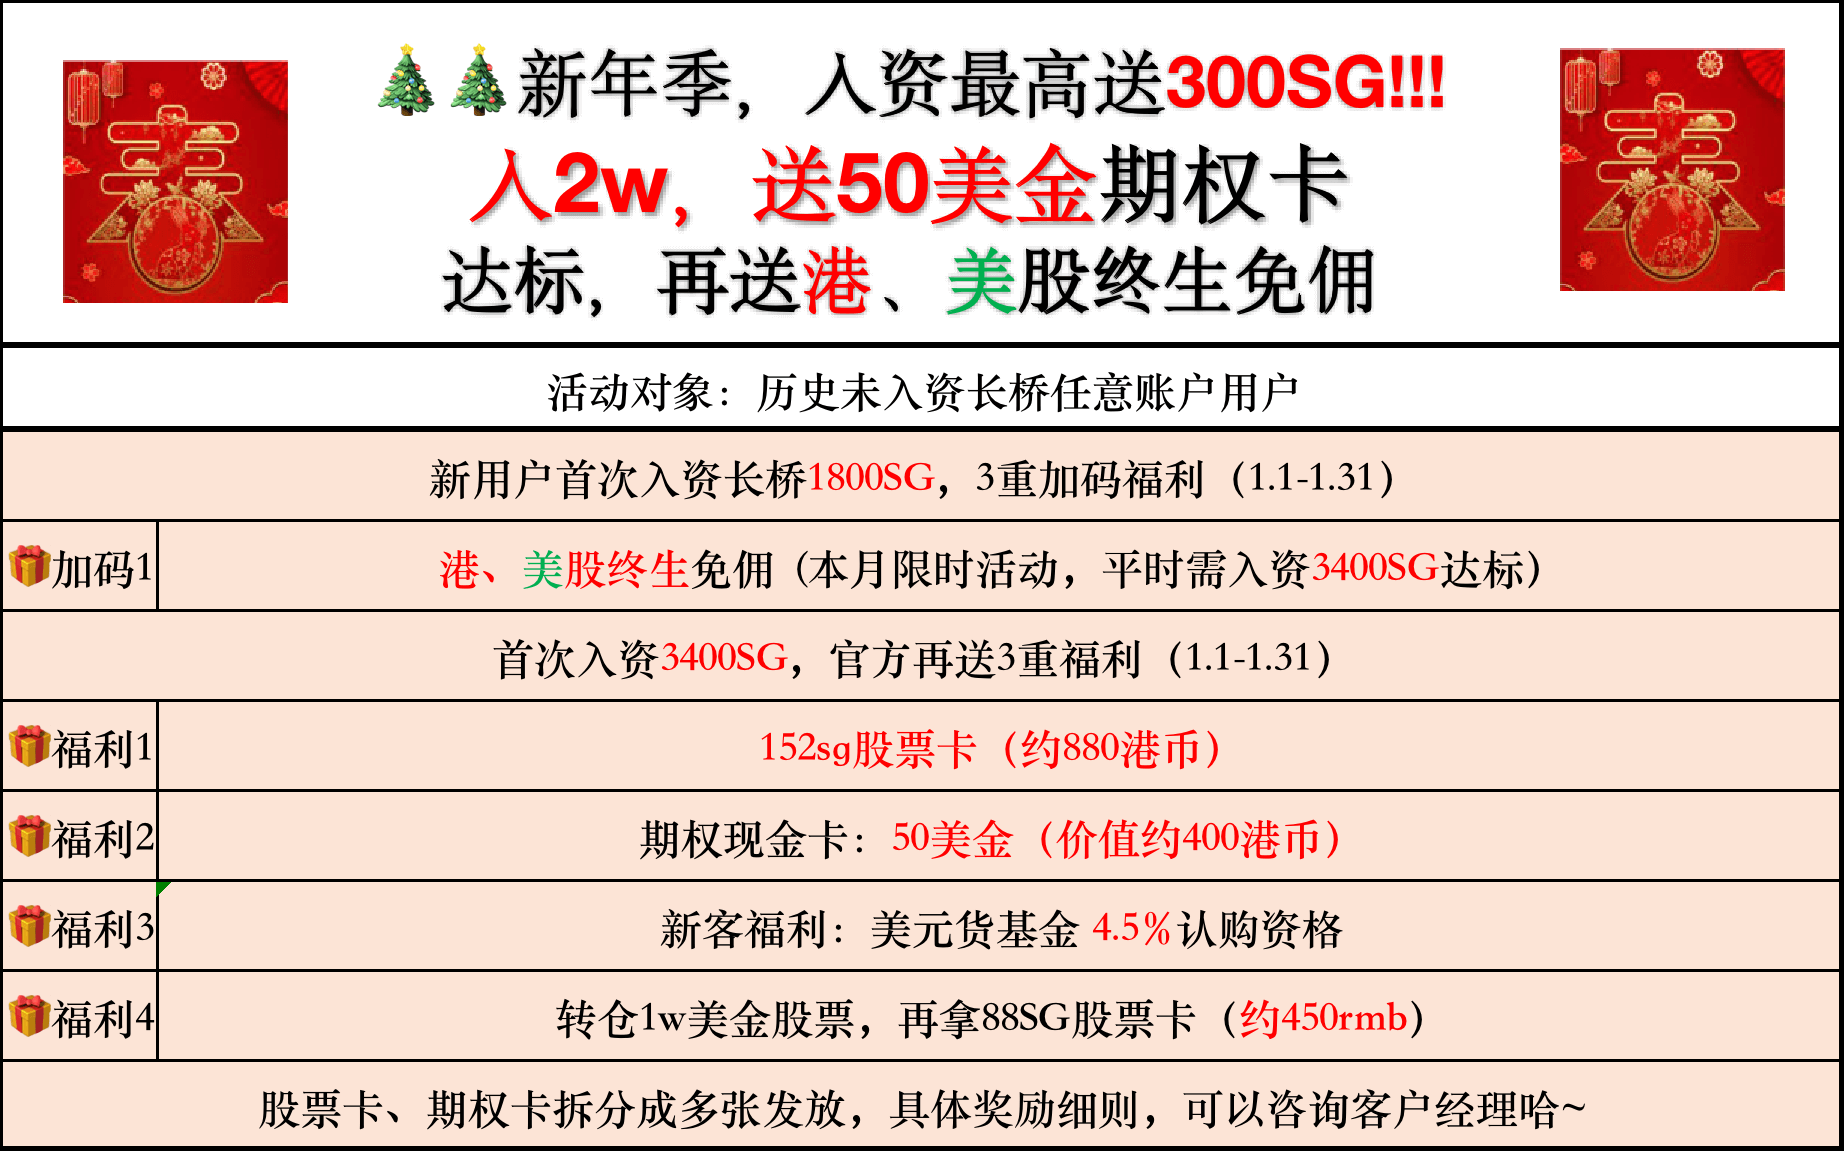 🎄🎄新年季，入资最高送300SG!!!
入2w，送50美金期权卡
达标，再送港、美股终生免佣
活动对象：历史未入资长桥任意账户用户
新用户首次入资长桥1800SG，3重加码福利（1.1-1.31）
🎁加码1 港、美股终生免佣（本月限时活动，平时需入资3400SG达标）
首次入资3400SG，官方再送3重福利（1.1-1.31）
🎁福利1 152sg股票卡（约880港币）
🎁福利2 期权现金卡：50美金（价值约400港币）
🎁福利3 新客福利：美元货基金 4.5%认购资格
🎁福利4 转仓1w美金股票，再拿88SG股票卡（约450rmb）
股票卡、期权卡拆分成多张发放，具体奖励细则，可以咨询客户经理哈~